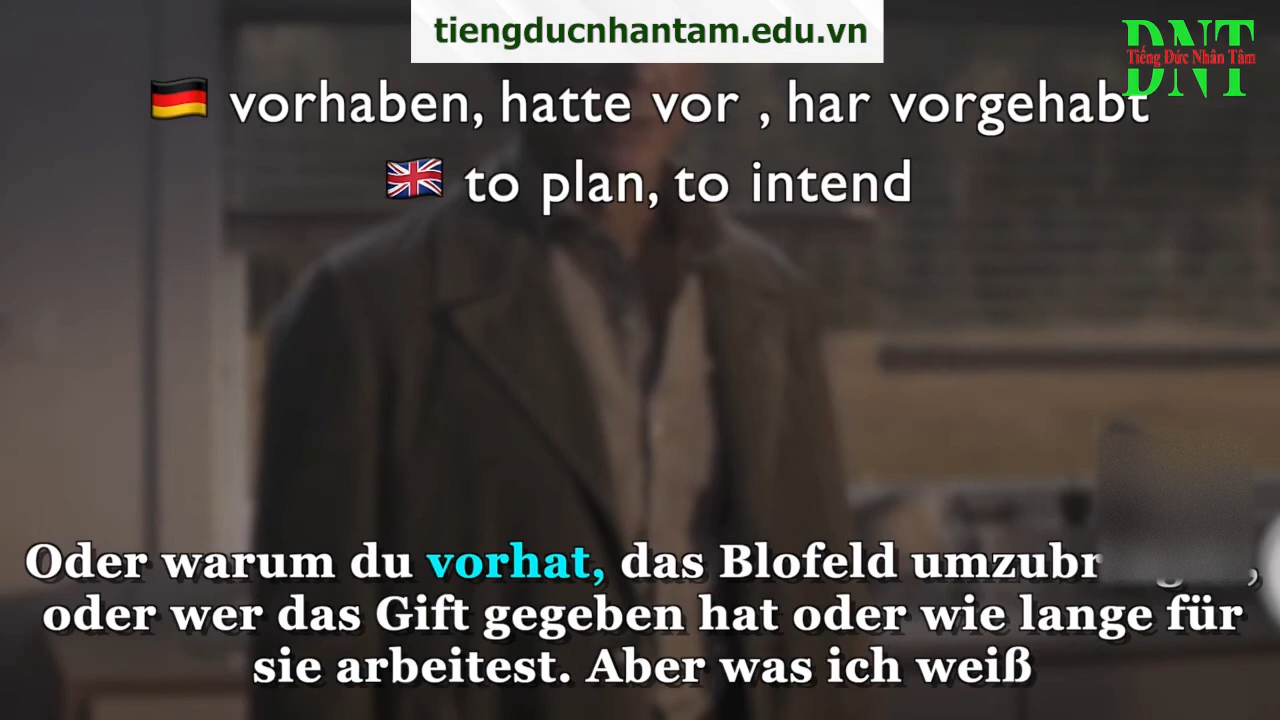 tiengducnhantam.edu.vn
DNT
Tiếng Đức Nhân Tâm
vorhaben, hatte vor , har vorgehabt
to plan, to intend
Oder warum du vorhat, das Blofeld
oder wer das Gift gegeben hat oder wie lange für
sie arbeitest. Aber was ich weiß